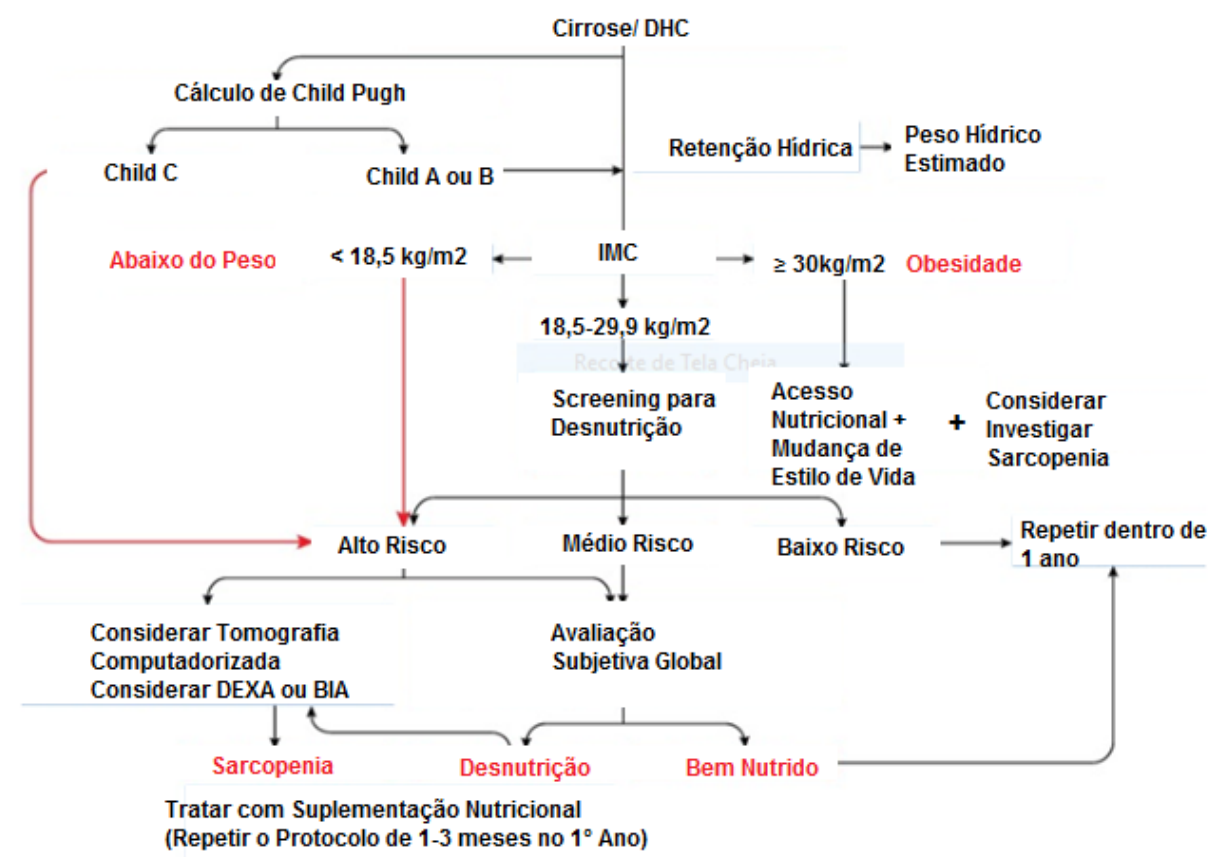 Cirrose/ DHC
Cálculo de Child Pugh
Retenção Hídrica
Peso Hídrico
Estimado
Child C
Child A ou B
Abaixo do Peso
< 18,5 kg/m2
IMC
≥ 30kg/m2
Obesidade
18,5-29,9 kg/m2
Recorte de Tela Cheia
Screening para
Desnutrição
Acesso
Nutricional +
Mudança de
Estilo de Vida
+
Considerar
Investigar
Sarcopenia
Alto Risco
Médio Risco
Baixo Risco
Repetir dentro de
1 ano
Considerar Tomografia
Computadorizada
Considerar DEXA ou BIA
Avaliação
Subjetiva Global
Sarcopenia
Desnutrição
Bem Nutrido
Tratar com Suplementação Nutricional
(Repetir o Protocolo de 1-3 meses no 1° Ano)